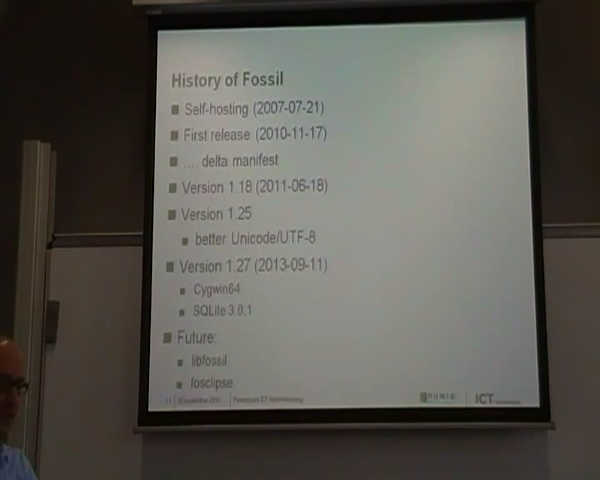 History of Fossil
Self-hosting (2007-07-21)
First release (2010-11-17)
.... delta manifest
Version 1.18 (2011-06-18)
Version 1.25
better Unicode/UTF-8
Version 1.27 (2013-09-11)
Cygwin64
SQLite 3.8.1
Future:
libfossil
fosclipse
ICT